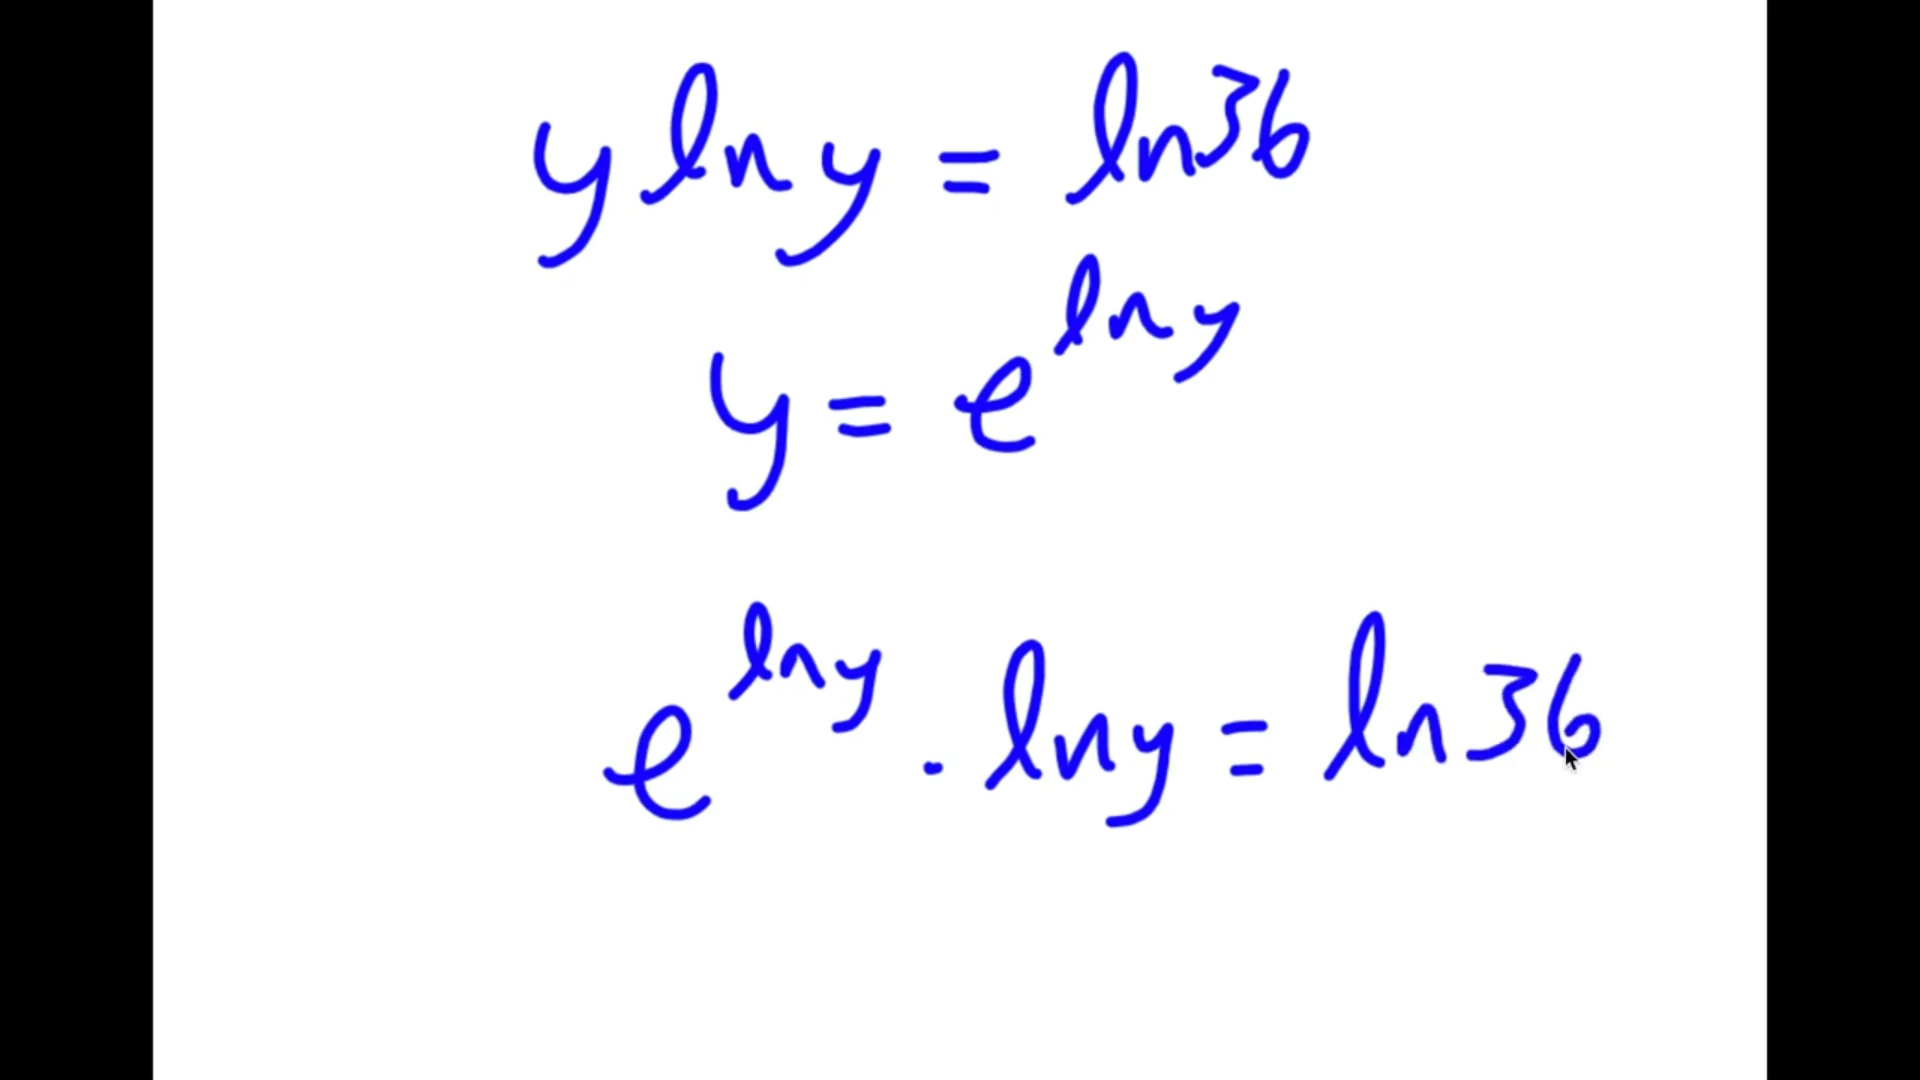 y ln y = ln 36
y = e^{ln y}
e^{ln y} · ln y = ln 36